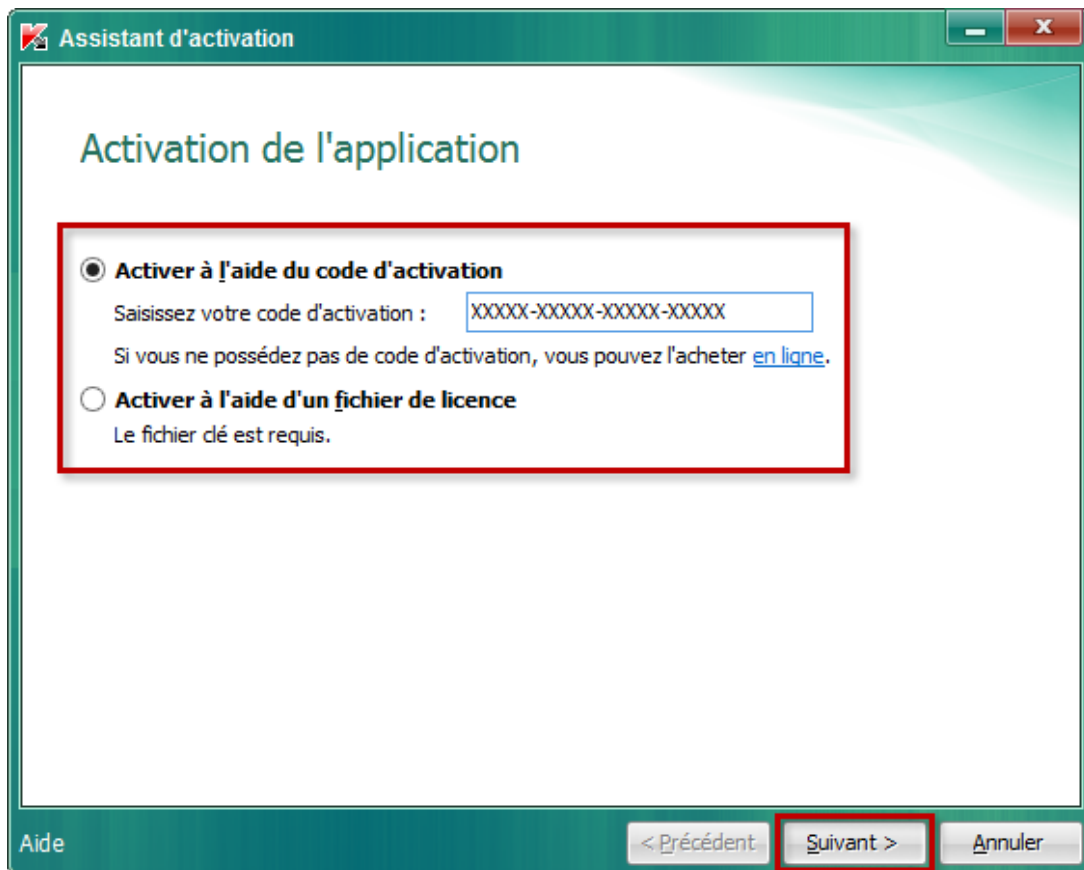 Assistant d'activation
Activation de l'application
Activer à l'aide du code d'activation
Saisissez votre code d'activation : XXXXX-XXXXX-XXXXX-XXXXX
Si vous ne possédez pas de code d'activation, vous pouvez l'acheter en ligne.
Activer à l'aide d'un fichier de licence
Le fichier clé est requis.
Aide < Précédent Suivant > Annuler